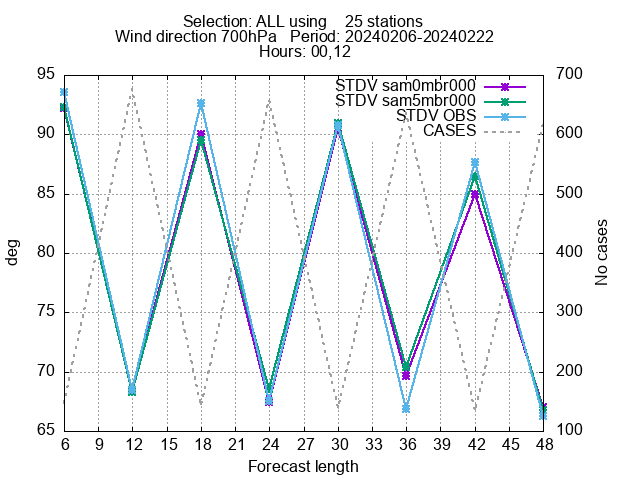 Selection: ALL using    25 stations
Wind direction 700hPa   Period: 20240206-20240222
Hours: 00,12
95 700
STDV sam0mbr000
STDV sam5mbr000
STDV OBS
CASES
90 600
85 500
80 400
75 300
70 200
65 100
deg
No cases
6 9 12 15 18 21 24 27 30 33 36 39 42 45 48
Forecast length